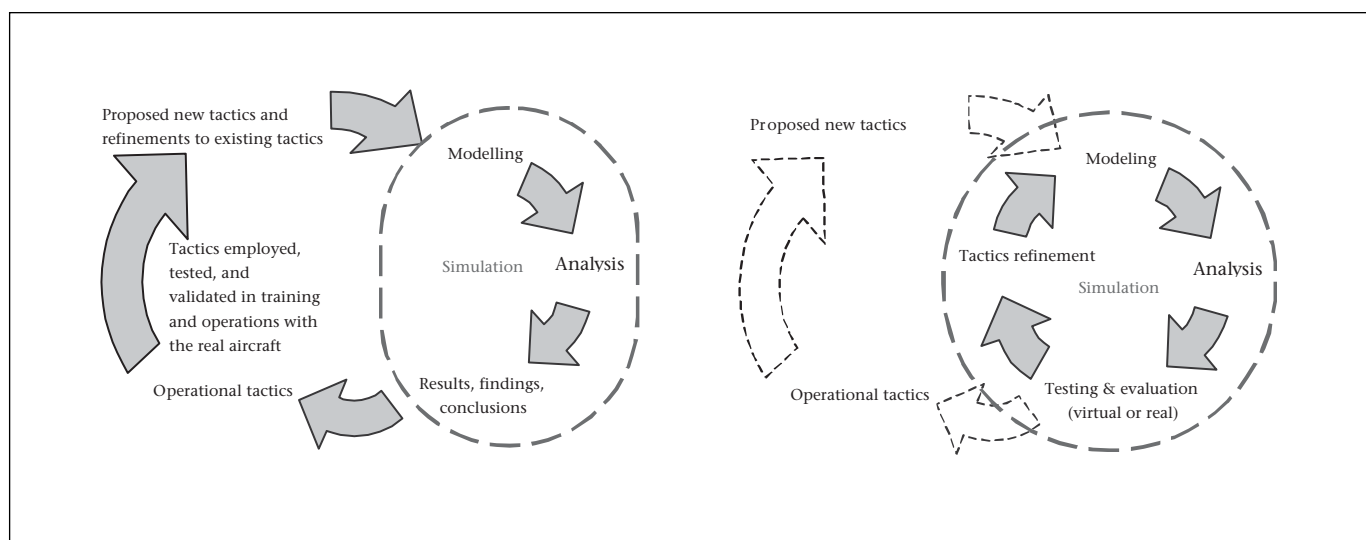 Proposed new tactics and
refinements to existing tactics
Modelling
Tactics employed,
tested, and
validated in training
and operations with
the real aircraft
Simulation
Analysis
Operational tactics
Results, findings,
conclusions
Proposed new tactics
Modeling
Tactics refinement
Analysis
Simulation
Operational tactics
Testing & evaluation
(virtual or real)